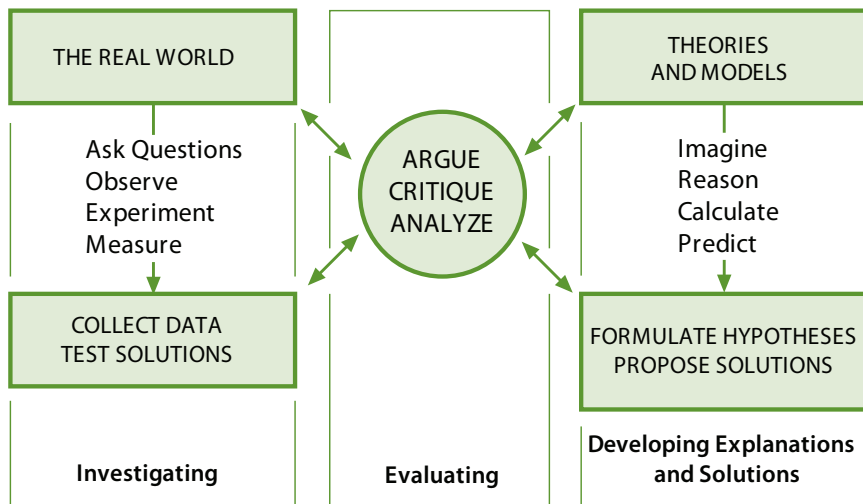 THE REAL WORLD
Ask Questions
Observe
Experiment
Measure
COLLECT DATA
TEST SOLUTIONS
Investigating
ARGUE
CRITIQUE
ANALYZE
Evaluating
THEORIES
AND MODELS
Imagine
Reason
Calculate
Predict
FORMULATE HYPOTHESES
PROPOSE SOLUTIONS
Developing Explanations
and Solutions